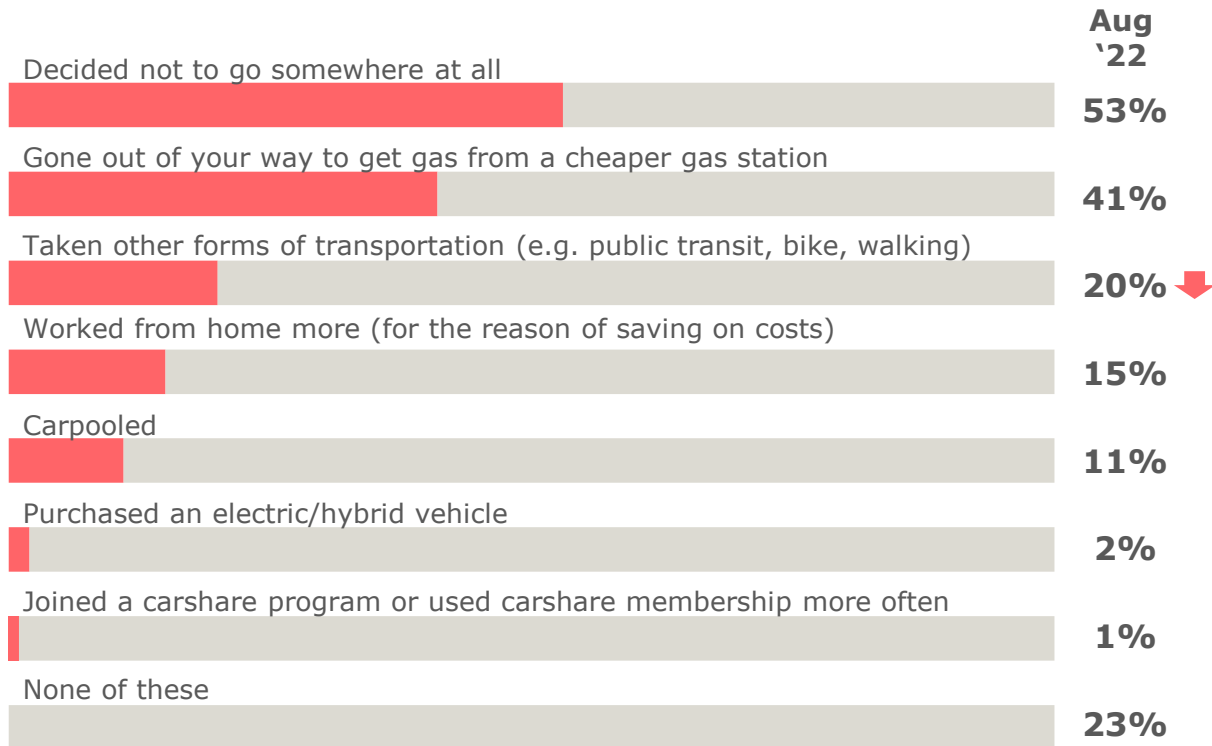 Aug
‘22
Decided not to go somewhere at all
53%
Gone out of your way to get gas from a cheaper gas station
41%
Taken other forms of transportation (e.g. public transit, bike, walking)
20%
Worked from home more (for the reason of saving on costs)
15%
Carpooled
11%
Purchased an electric/hybrid vehicle
2%
Joined a carshare program or used carshare membership more often
1%
None of these
23%